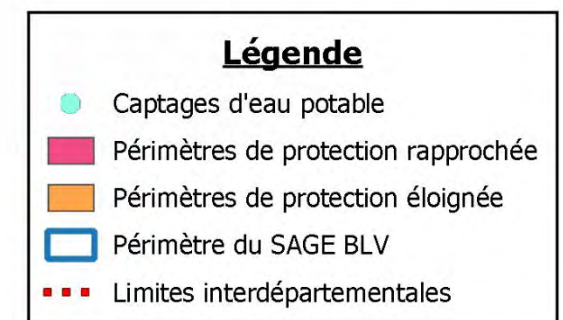 Légende
Captages d'eau potable
Périmètres de protection rapprochée
Périmètres de protection éloignée
Périmètre du SAGE BLV
Limites interdépartementales